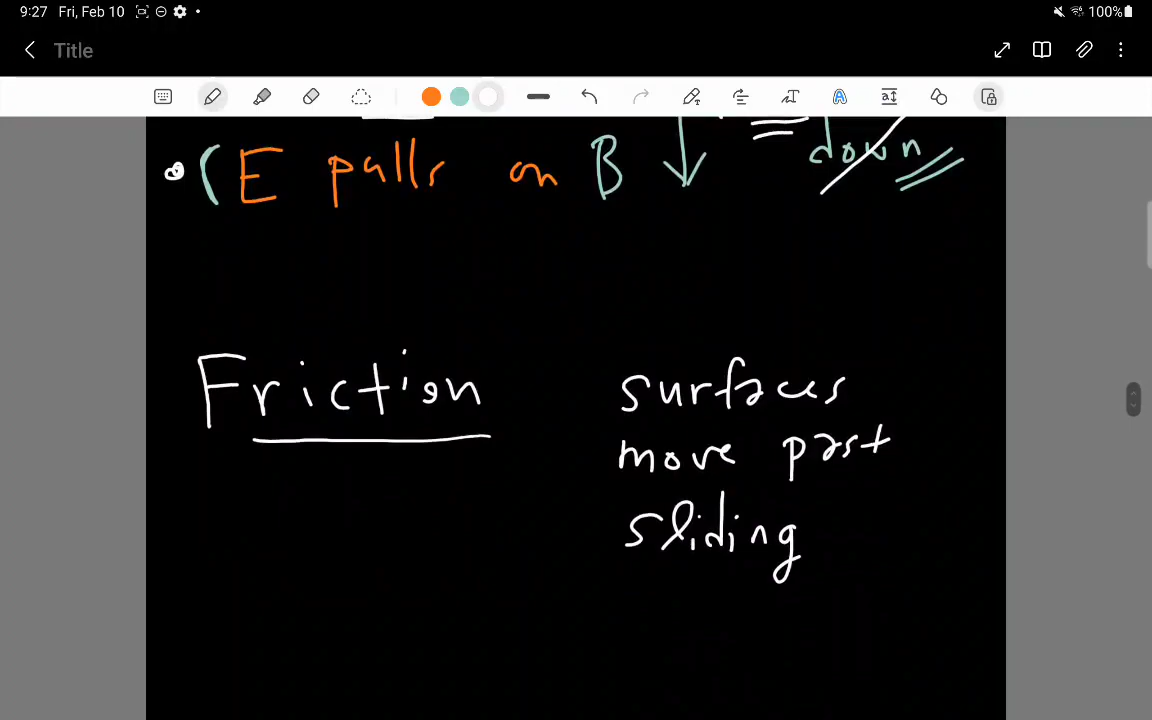 9:27 Fri, Feb 10
100%
Title
(E pulls on B ↓ down
Friction
surfaces
move past
sliding